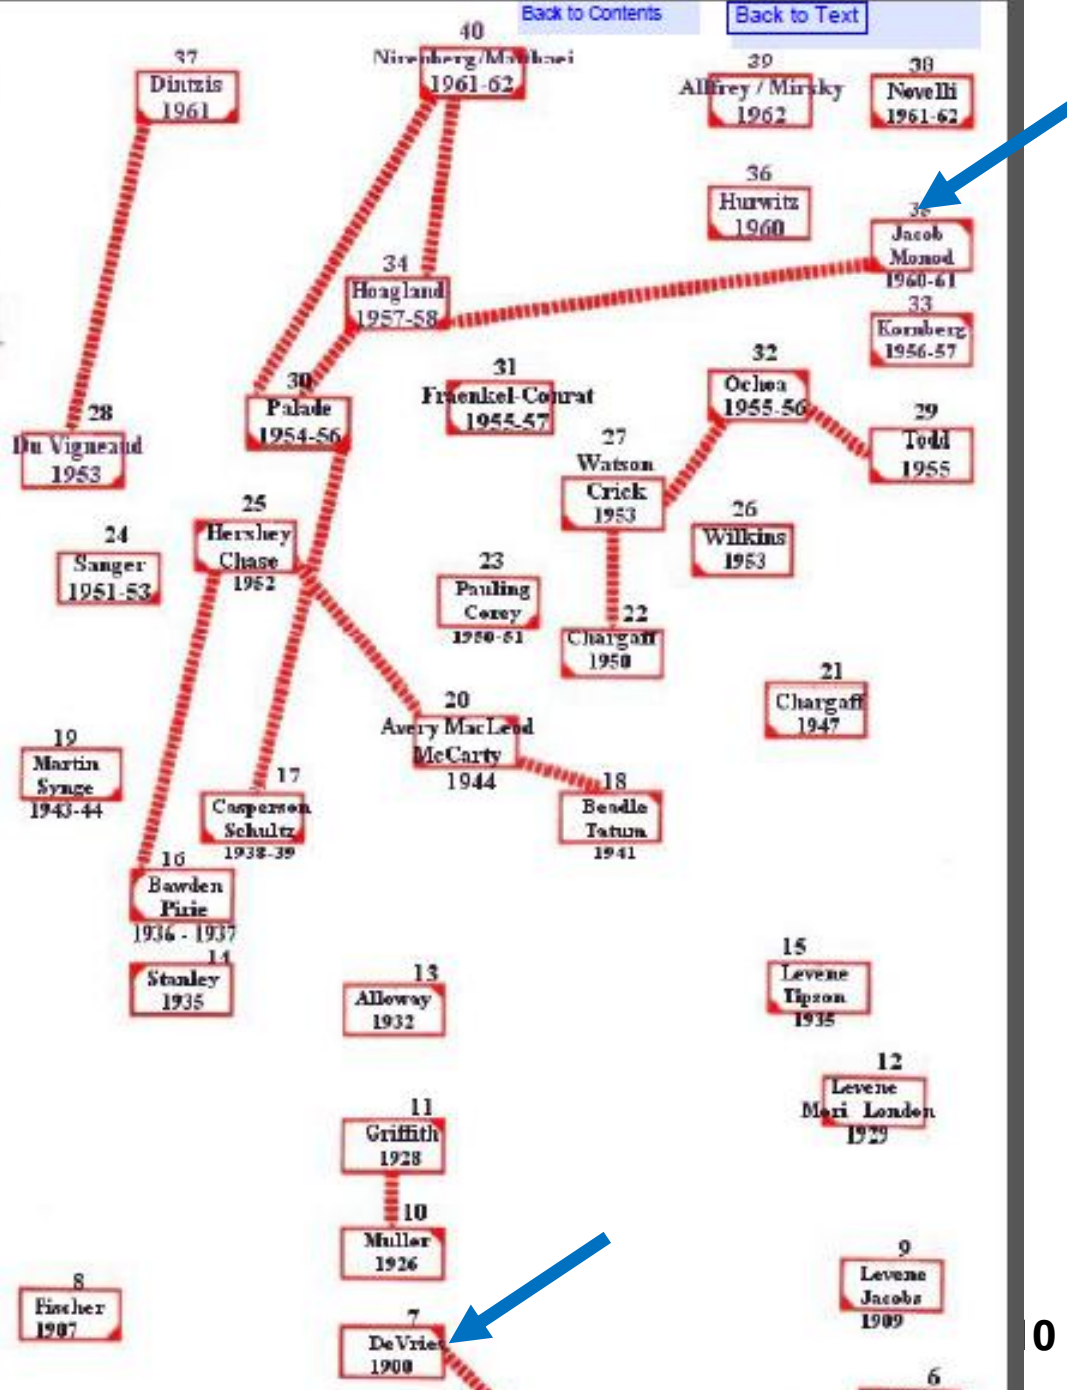 Back to Contents
Back to Text
40
Nirenberg/Matthaei
1961-62
37
Dintzis
1961
39
Allfrey / Mirsky
1962
38
Novelli
1961-62
36
Hurwitz
1960
35
Jacob
Monod
1960-61
34
Hoagland
1957-58
33
Kornberg
1956-57
32
Ochoa
1955-56
31
Fraenkel-Conrat
1955-57
30
Palade
1954-56
29
Todd
1955
28
Du Vigneaud
1953
27
Watson
Crick
1953
26
Wilkins
1953
25
Hershey
Chase
1952
24
Sanger
1951-53
23
Pauling
Corey
1950-51
22
Chargaff
1950
21
Chargaff
1947
20
Avery MacLeod
McCarty
1944
19
Martin
Synge
1943-44
18
Beadle
Tatum
1941
17
Casperson
Schultz
1938-39
16
Bawden
Pirie
1936 - 1937
14
Stanley
1935
15
Levene
Tipson
1935
13
Alloway
1932
12
Levene
Mori London
1929
11
Griffith
1928
10
Muller
1926
9
Levene
Jacobs
1909
8
Fischer
1907
7
DeVries
1900
6
10